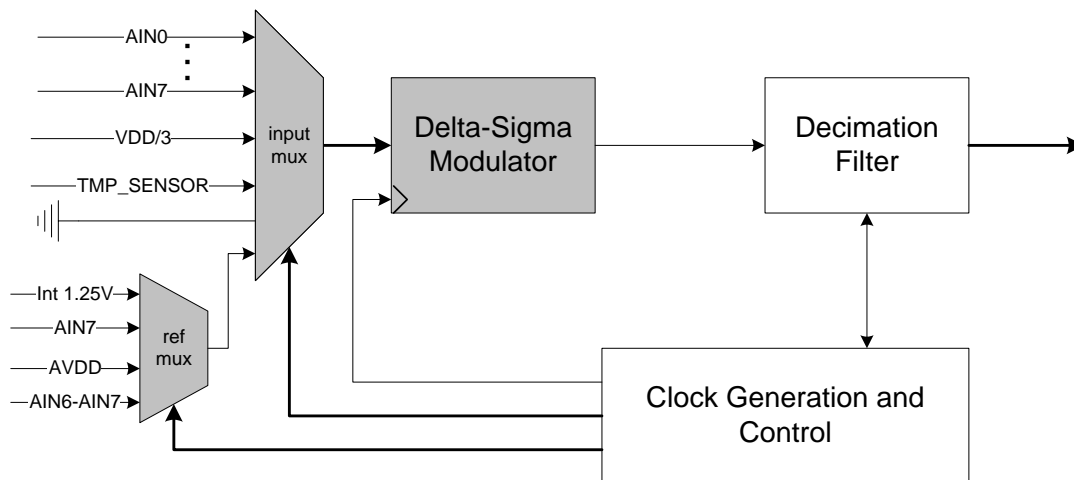 AIN0
AIN7
VDD/3
TMP_SENSOR
input
mux
Delta-Sigma
Modulator
Decimation
Filter
Int 1.25V
AIN7
AVDD
AIN6-AIN7
ref
mux
Clock Generation and
Control